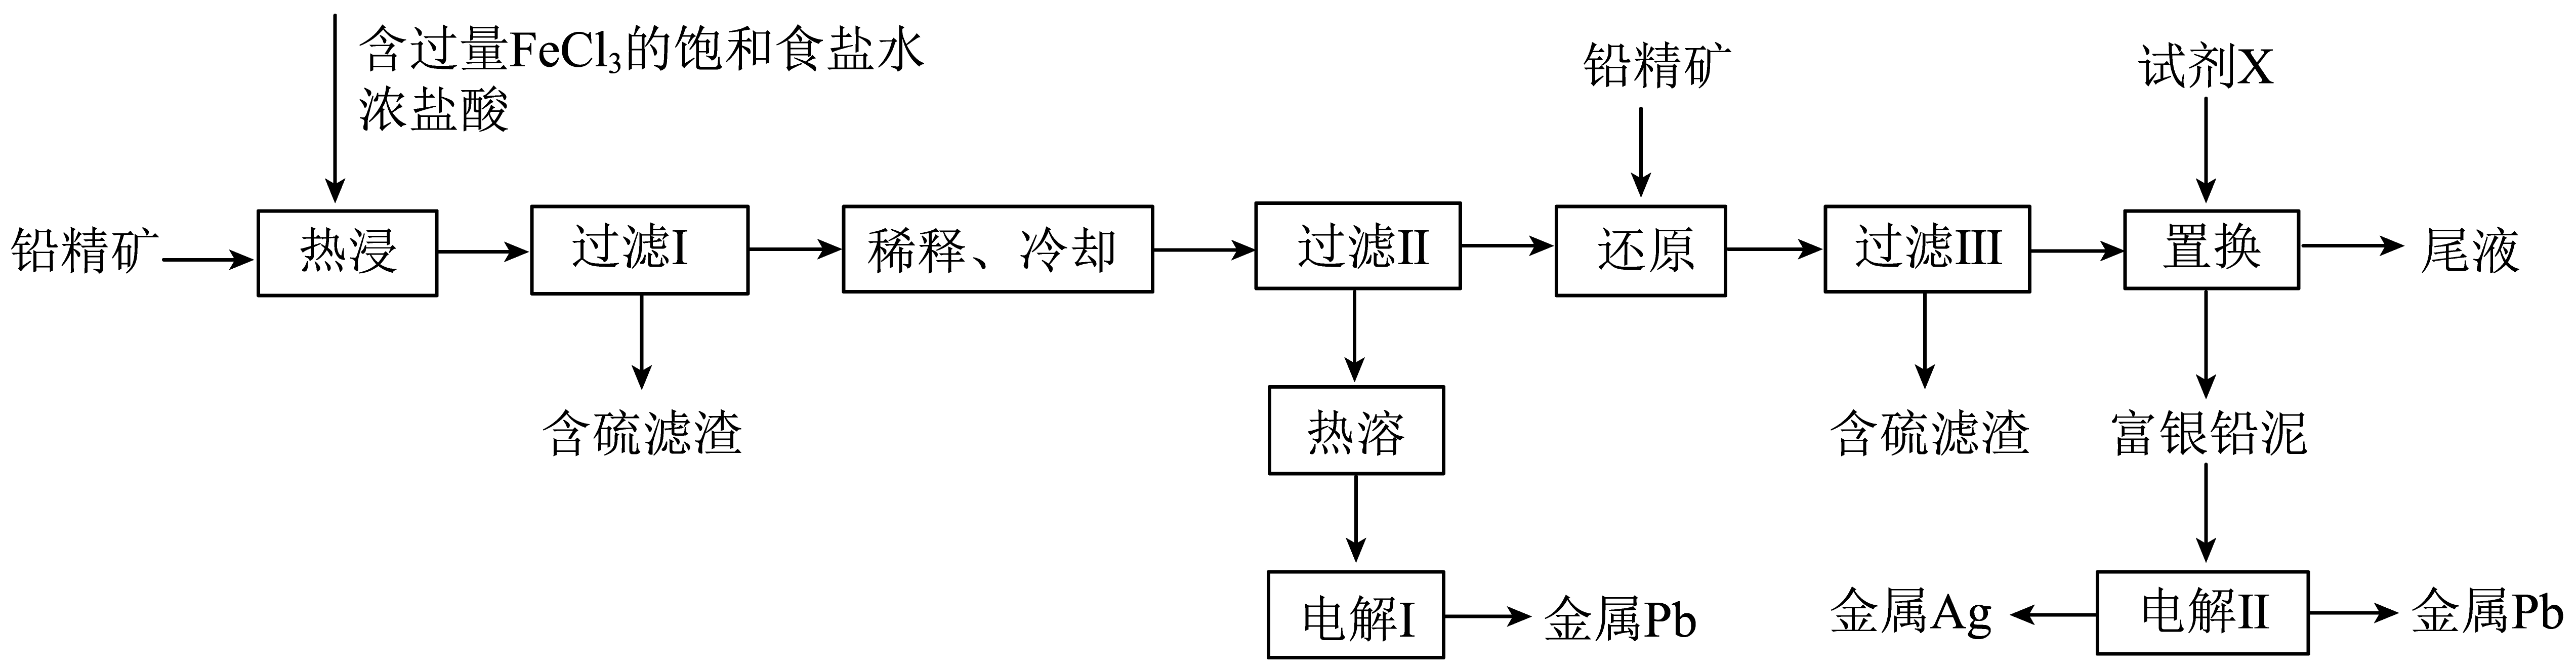 含过量FeCl₃的饱和食盐水
浓盐酸
铅精矿
试剂X
铅精矿
热浸
过滤I
稀释、冷却
过滤II
还原
过滤III
置换
尾液
含硫滤渣
热溶
含硫滤渣
富银铅泥
电解I
金属Pb
金属Ag
电解II
金属Pb